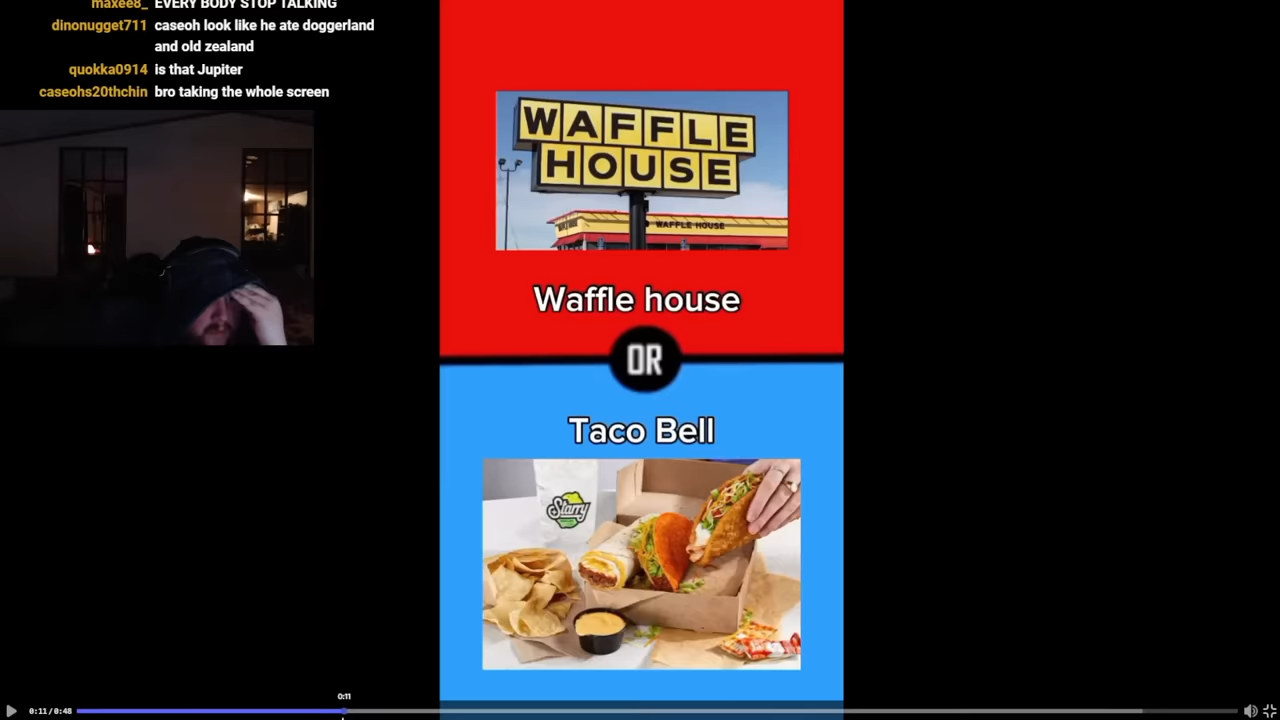 maxee8_ EVERY BODY STOP TALKING
dinonugget711 caseoh look like he ate doggerland
and old zealand
quokka0914 is that Jupiter
caseohs20thchin bro taking the whole screen
WAFFLE
HOUSE
WAFFLE HOUSE
Waffle house
OR
Taco Bell
Starry
0:11
0:11 / 0:48